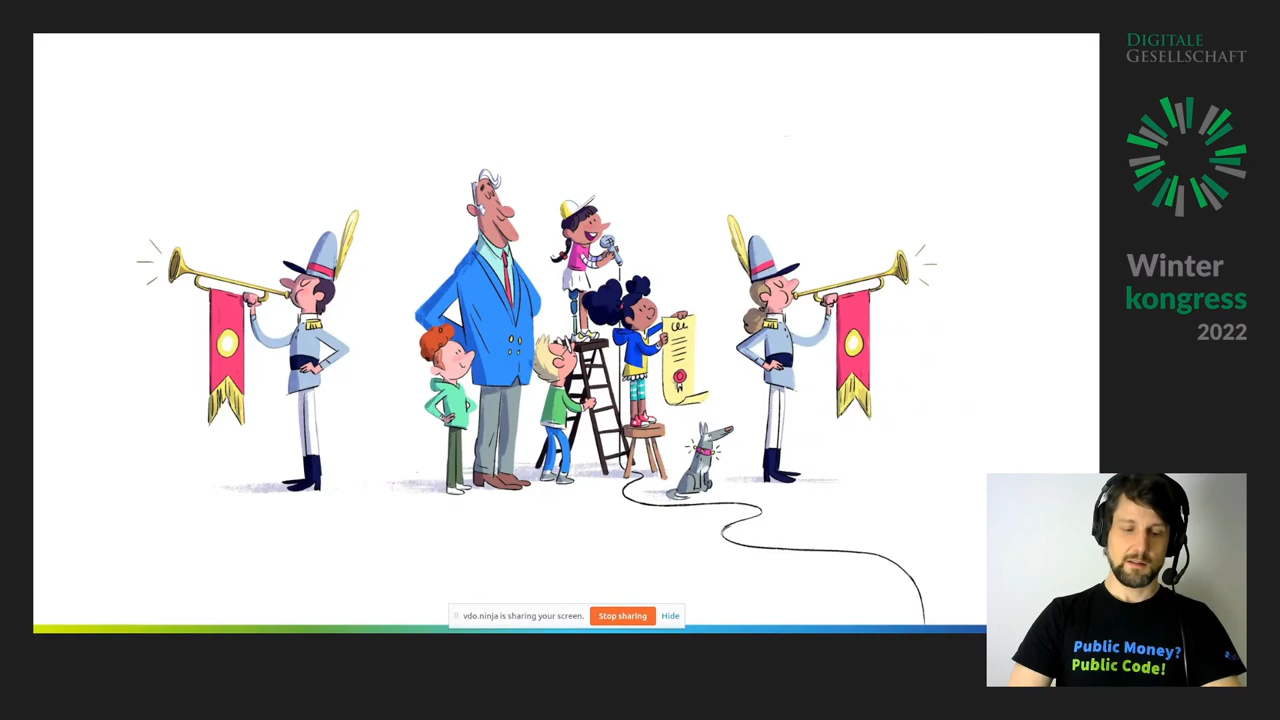 DIGITALE
GESELLSCHAFT
Winter
kongress
2022
vdo.ninja is sharing your screen.
Stop sharing
Hide
Public Money?
Public Code!